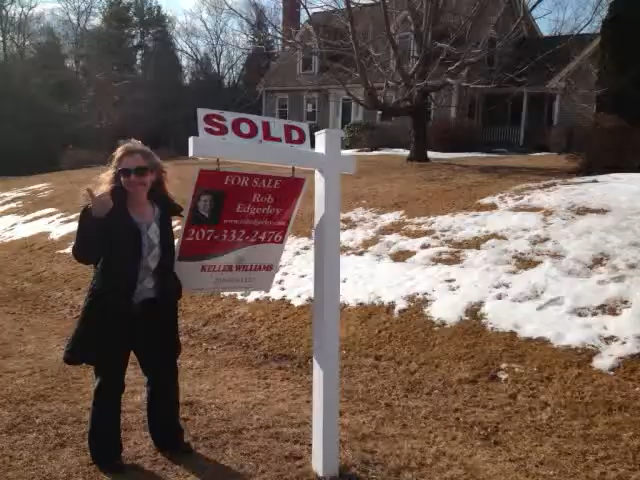 SOLD
FOR SALE
Rob
Edgerley
207-332-2476
KELLER WILLIAMS